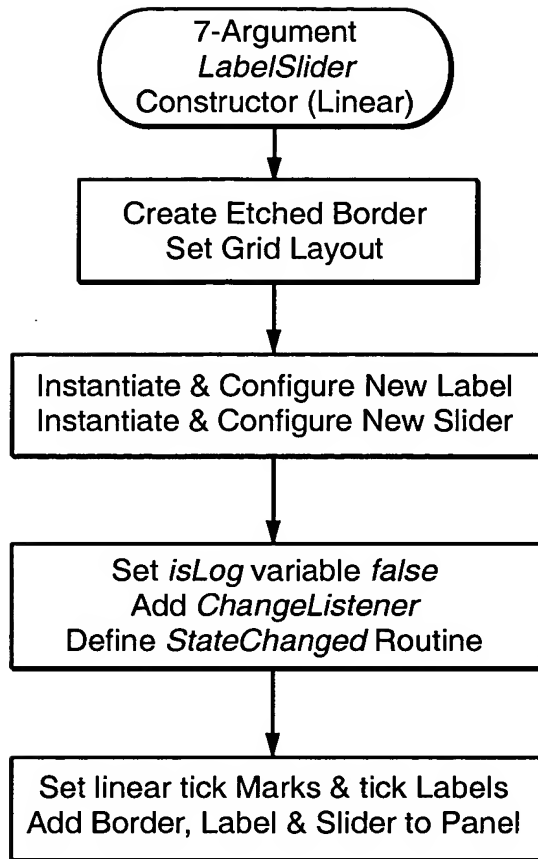 7-Argument
LabelSlider
Constructor (Linear)
Create Etched Border
Set Grid Layout
Instantiate & Configure New Label
Instantiate & Configure New Slider
Set isLog variable false
Add ChangeListener
Define StateChanged Routine
Set linear tick Marks & tick Labels
Add Border, Label & Slider to Panel